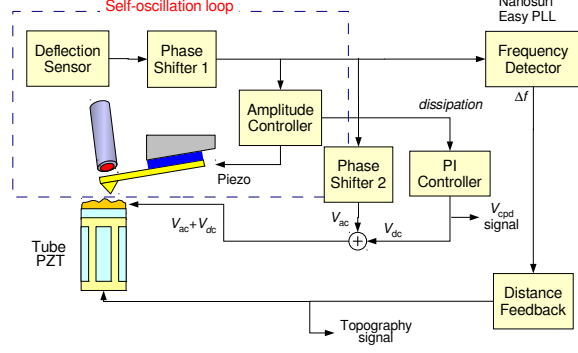 Self-oscillation loop
Nanosurf
Easy PLL
Deflection
Sensor
Phase
Shifter 1
Frequency
Detector
Amplitude
Controller
dissipation
Δf
Piezo
Phase
Shifter 2
PI
Controller
Vac
Vdc
Vcpd
signal
Vac+Vdc
Tube
PZT
Distance
Feedback
Topography
signal